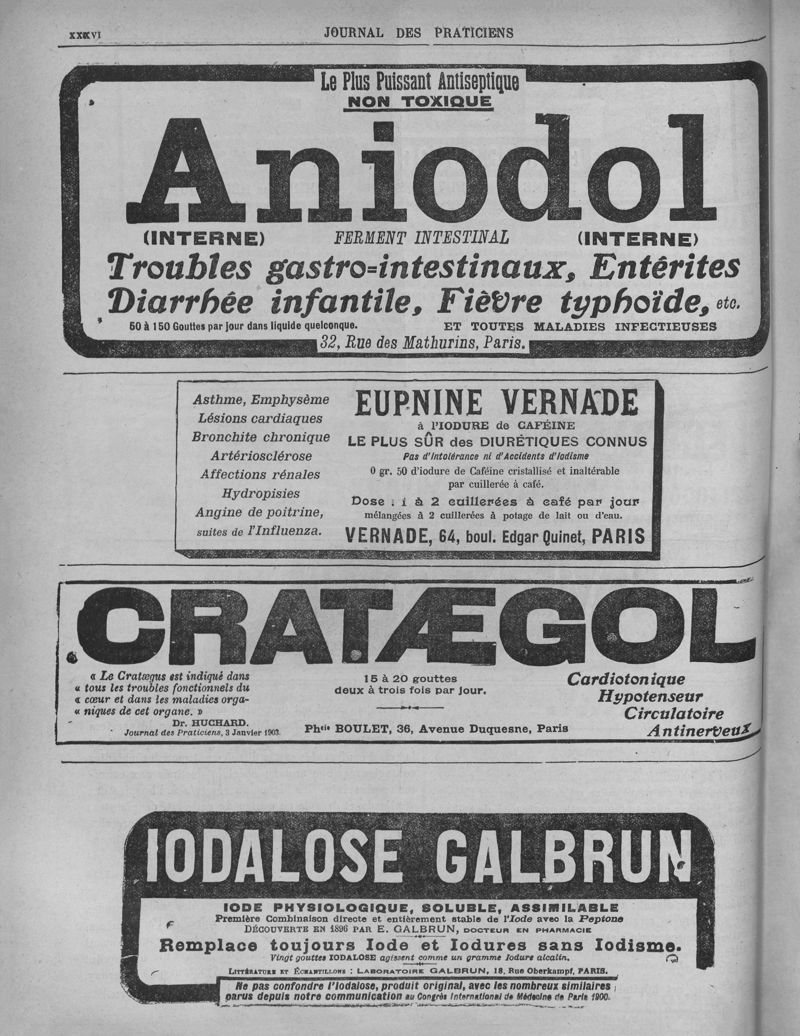 XXXVI
JOURNAL DES PRATICIENS
Le Plus Puissant Antiseptique
NON TOXIQUE
Aniodol
(INTERNE) FERMENT INTESTINAL (INTERNE)
Troubles gastro=intestinaux, Entérites
Diarrhée infantile, Fièvre typhoïde, etc.
50 à 150 Gouttes par jour dans liquide quelconque. ET TOUTES MALADIES INFECTIEUSES
32, Rue des Mathurins, Paris.
Asthme, Emphysème
Lésions cardiaques
Bronchite chronique
Artériosclérose
Affections rénales
Hydropisies
Angine de poitrine,
suites de l'Influenza.
EUPNINE VERNADE
à l'IODURE de CAFÉINE
LE PLUS SÛR des DIURÉTIQUES CONNUS
Pas d'Intolérance ni d'Accidents d'Iodisme
0 gr. 50 d'iodure de Caféine cristallisé et inaltérable
par cuillerée à café.
Dose : 1 à 2 cuillerées à café par jour
mélangées à 2 cuillerées à potage de lait ou d'eau.
VERNADE, 64, boul. Edgar Quinet, PARIS
CRATÆGOL
« Le Cratægus est indiqué dans
« tous les troubles fonctionnels du
« cœur et dans les maladies orga-
« niques de cet organe. »
Dr. HUCHARD.
Journal des Praticiens, 3 Janvier 1903.
15 à 20 gouttes
deux à trois fois par jour.
Phcie BOULET, 36, Avenue Duquesne, Paris
Cardiotonique
Hypotenseur
Circulatoire
Antinerveux
IODALOSE GALBRUN
IODE PHYSIOLOGIQUE, SOLUBLE, ASSIMILABLE
Première Combinaison directe et entièrement stable de l'Iode avec la Peptone
DÉCOUVERTE EN 1896 PAR E. GALBRUN, DOCTEUR EN PHARMACIE
Remplace toujours Iode et Iodures sans Iodisme.
Vingt gouttes IODALOSE agissent comme un gramme Iodure alcalin.
LITTÉRATURE ET ÉCHANTILLONS : LABORATOIRE GALBRUN, 18, Rue Oberkampf, PARIS.
Ne pas confondre l'Iodalose, produit original, avec les nombreux similaires
parus depuis notre communication au Congrès International de Médecine de Paris 1900.